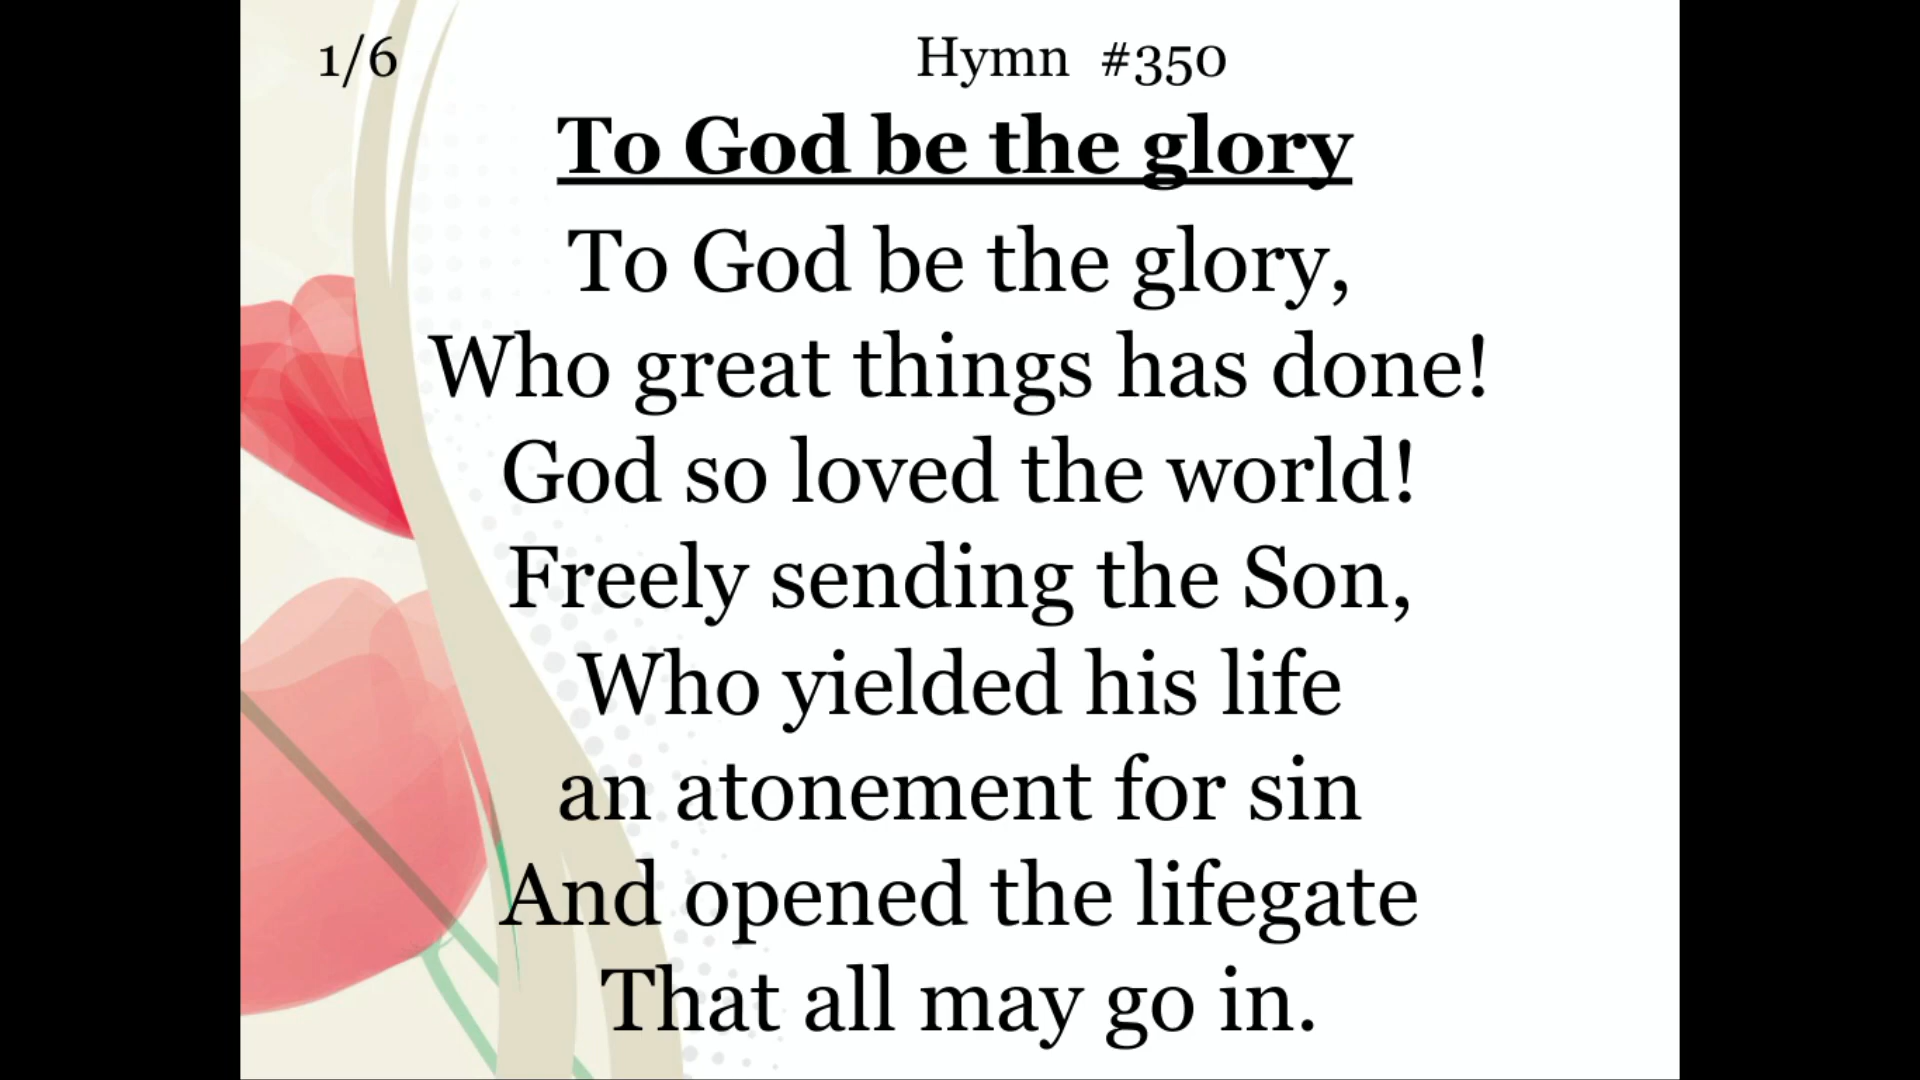 1/6 Hymn #350
To God be the glory
To God be the glory,
Who great things has done!
God so loved the world!
Freely sending the Son,
Who yielded his life
an atonement for sin
And opened the lifegate
That all may go in.